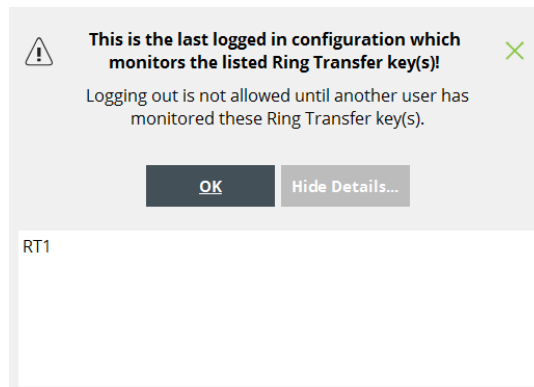 This is the last logged in configuration which
monitors the listed Ring Transfer key(s)!
Logging out is not allowed until another user has
monitored these Ring Transfer key(s).
OK
Hide Details...
RT1